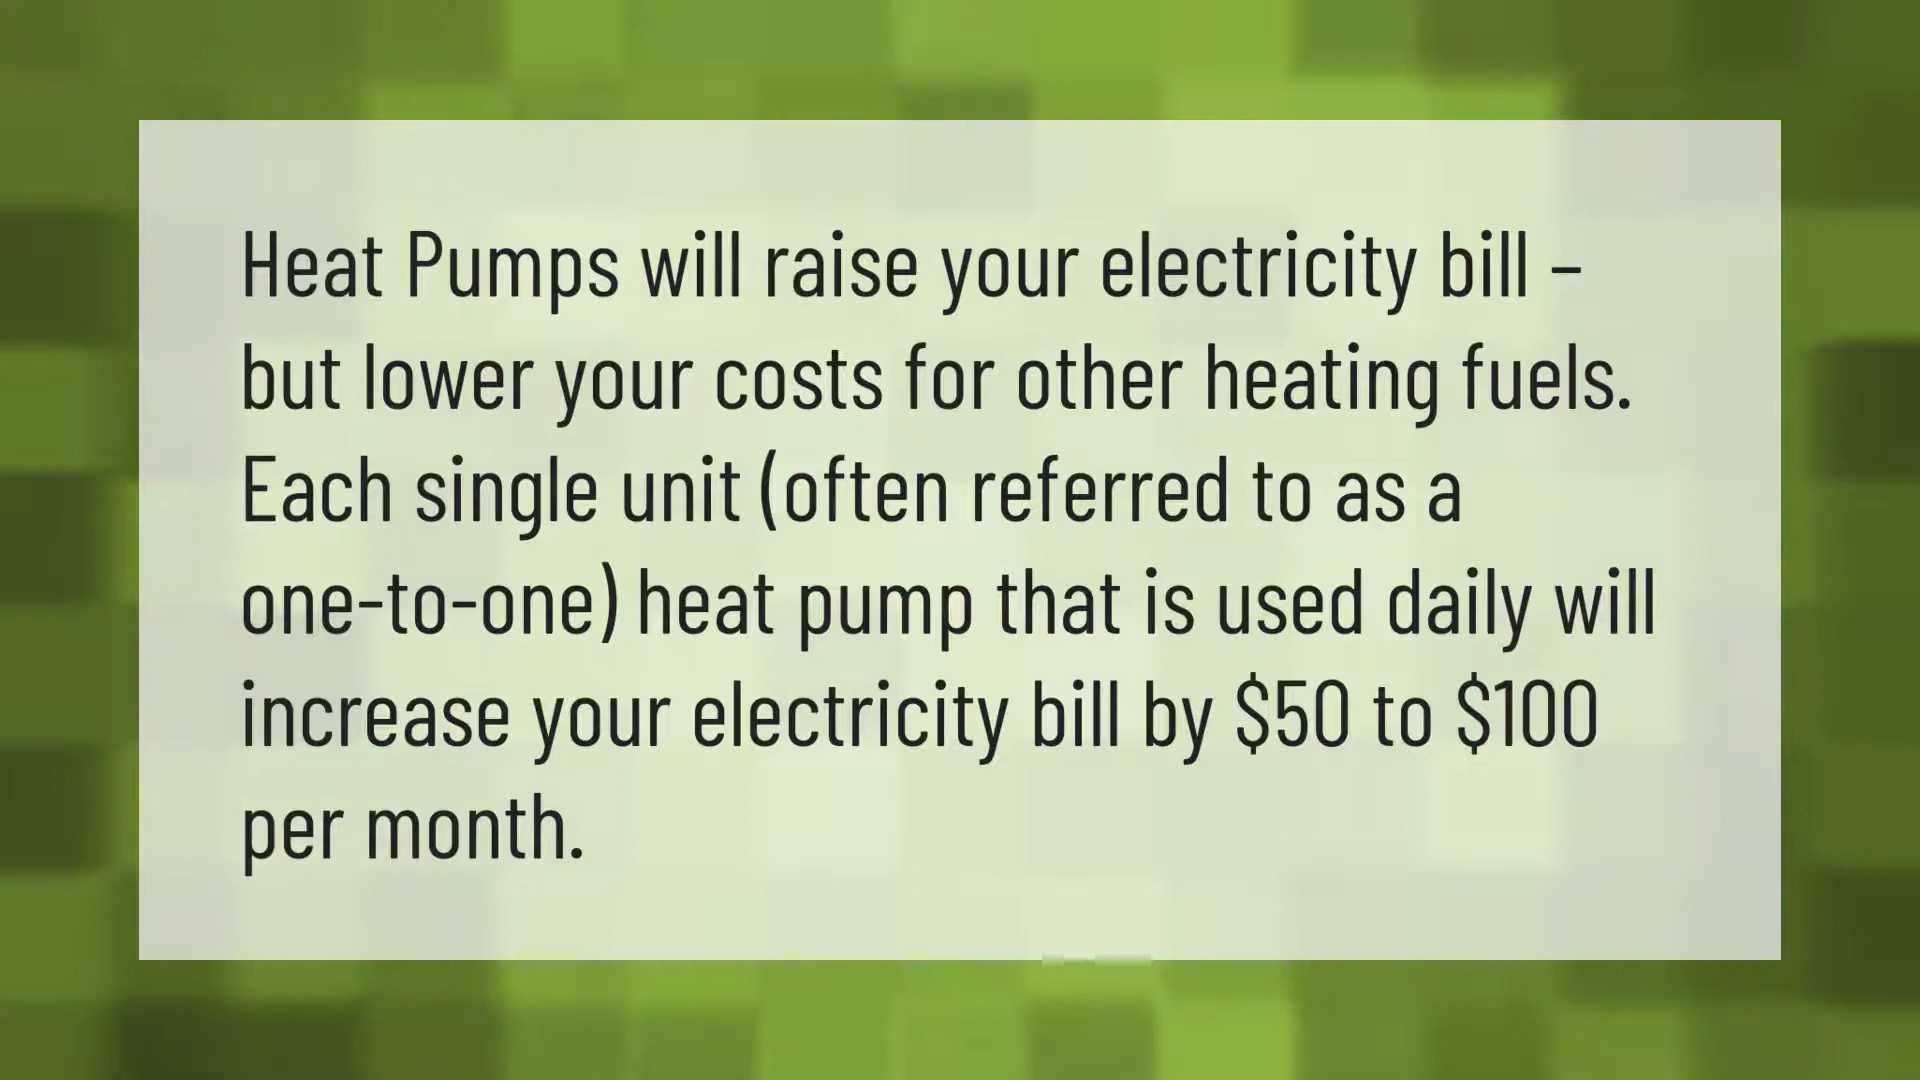 Heat Pumps will raise your electricity bill –
but lower your costs for other heating fuels.
Each single unit (often referred to as a
one-to-one) heat pump that is used daily will
increase your electricity bill by $50 to $100
per month.